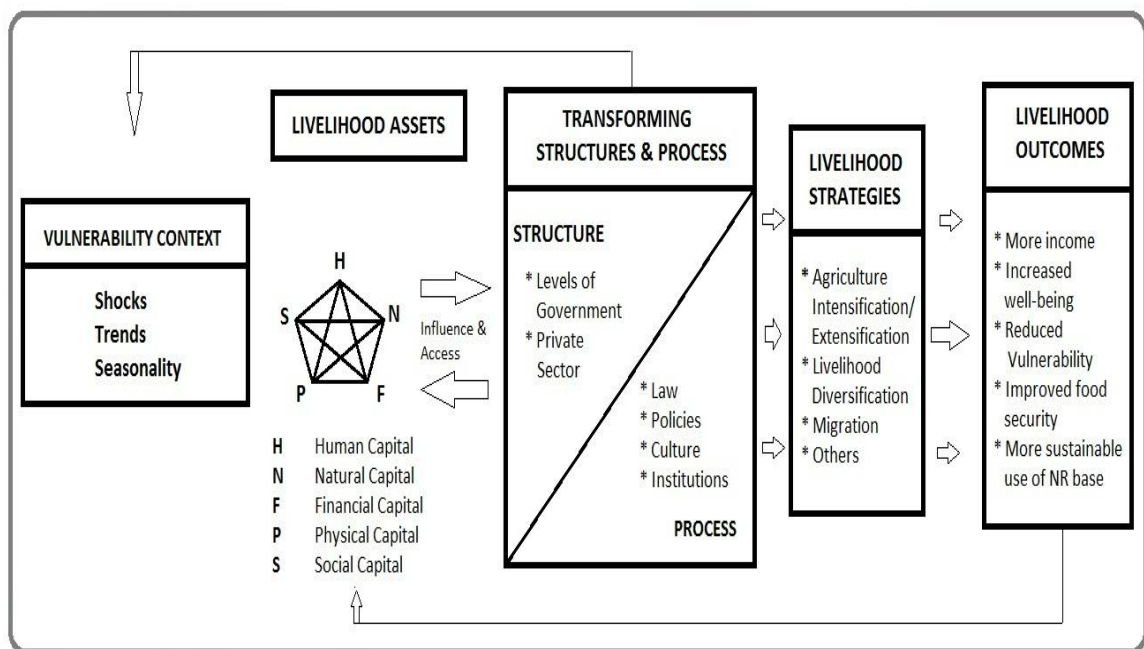 VULNERABILITY CONTEXT
Shocks
Trends
Seasonality
LIVELIHOOD ASSETS
H
S
N
P
F
Influence &
Access
H Human Capital
N Natural Capital
F Financial Capital
P Physical Capital
S Social Capital
TRANSFORMING
STRUCTURES & PROCESS
STRUCTURE
* Levels of
Government
* Private
Sector
* Law
* Policies
* Culture
* Institutions
PROCESS
LIVELIHOOD
STRATEGIES
* Agriculture
Intensification/
Extensification
* Livelihood
Diversification
* Migration
* Others
LIVELIHOOD
OUTCOMES
* More income
* Increased
well-being
* Reduced
Vulnerability
* Improved food
security
* More sustainable
use of NR base